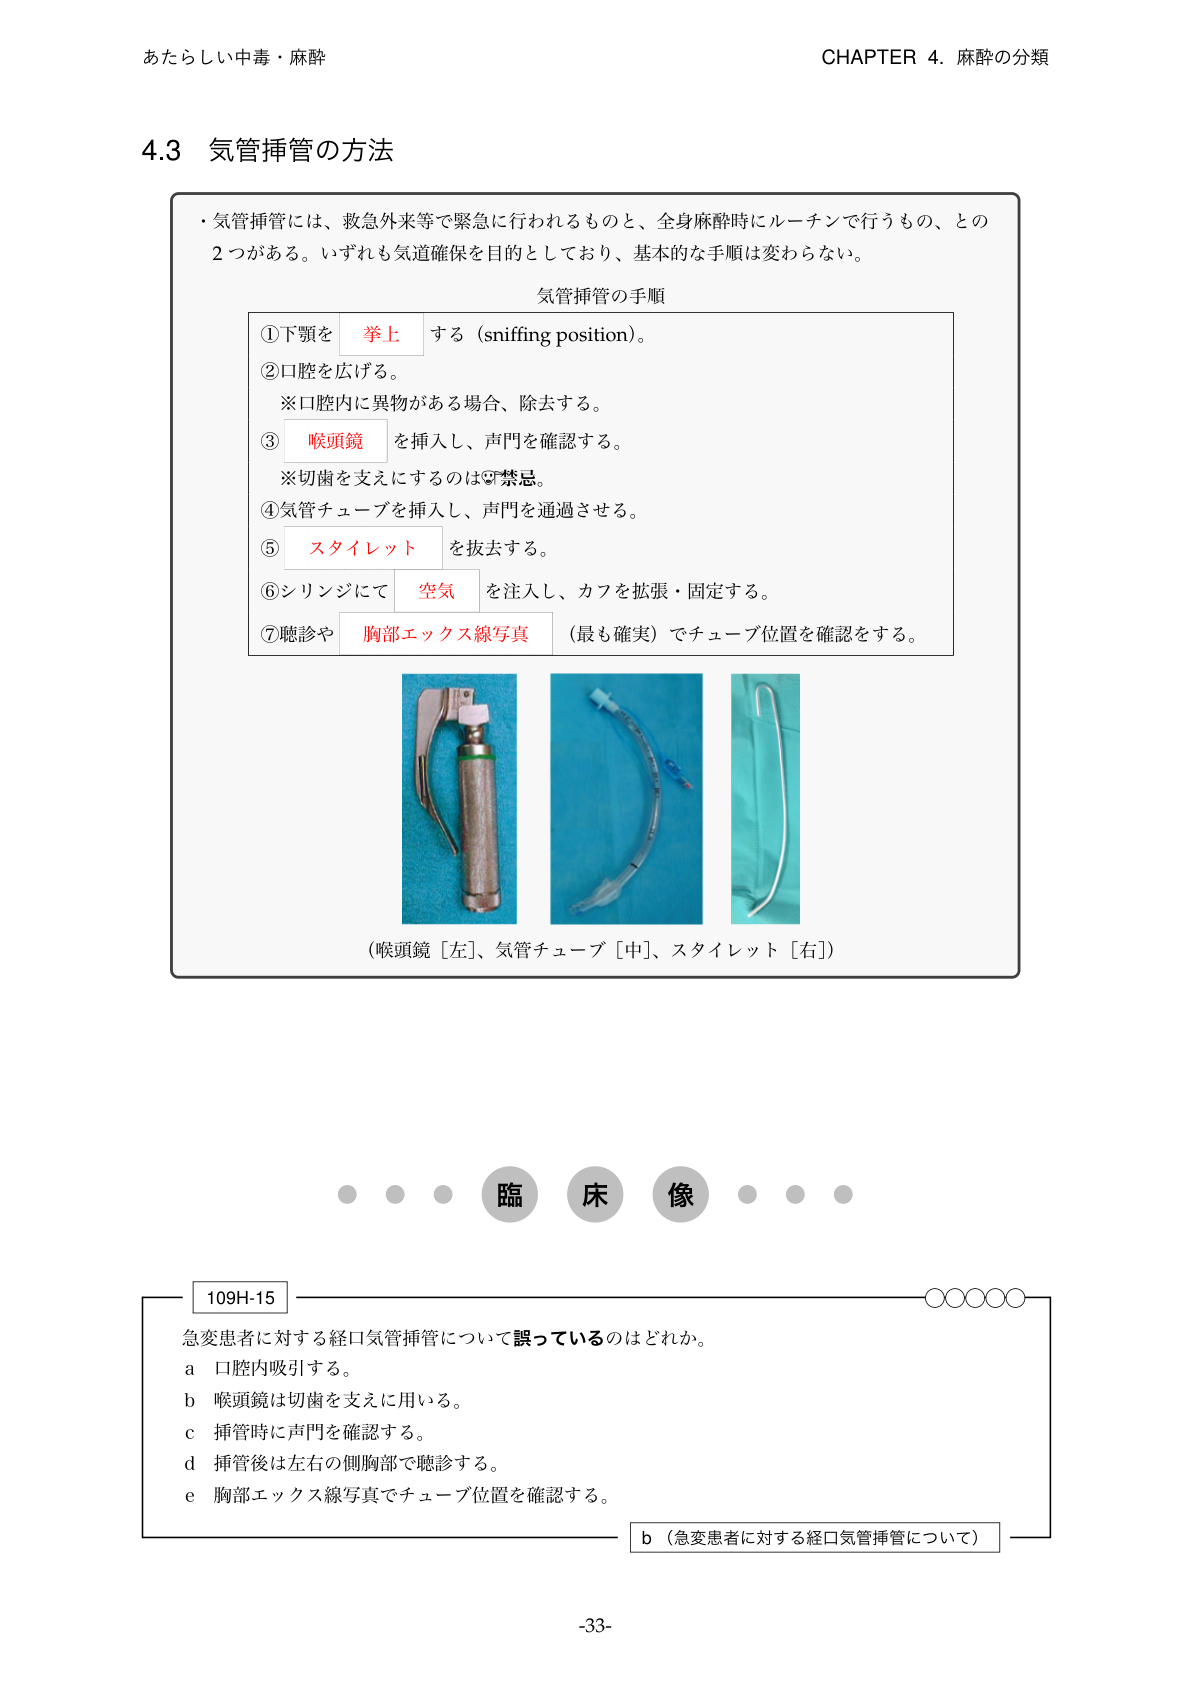 あたらしい中毒・麻酔
CHAPTER 4. 麻酔の分類
4.3 気管挿管の方法
・気管挿管には、救急外来等で緊急に行われるものと、全身麻酔時にルーチンで行うもの、との
2つがある。いずれも気道確保を目的としており、基本的な手順は変わらない。
気管挿管の手順
①下顎を 挙上 する（sniffing position）。
②口腔を広げる。
※口腔内に異物がある場合、除去する。
③ 喉頭鏡 を挿入し、声門を確認する。
※切歯を支えにするのは禁忌。
④気管チューブを挿入し、声門を通過させる。
⑤ スタイレット を抜去する。
⑥シリンジにて 空気 を注入し、カフを拡張・固定する。
⑦聴診や 胸部エックス線写真 （最も確実）でチューブ位置を確認をする。
（喉頭鏡［左］、気管チューブ［中］、スタイレット［右］）
臨床像
109H-15
急変患者に対する経口気管挿管について誤っているのはどれか。
a 口腔内吸引する。
b 喉頭鏡は切歯を支えに用いる。
c 挿管時に声門を確認する。
d 挿管後は左右の側胸部で聴診する。
e 胸部エックス線写真でチューブ位置を確認する。
b （急変患者に対する経口気管挿管について）
-33-